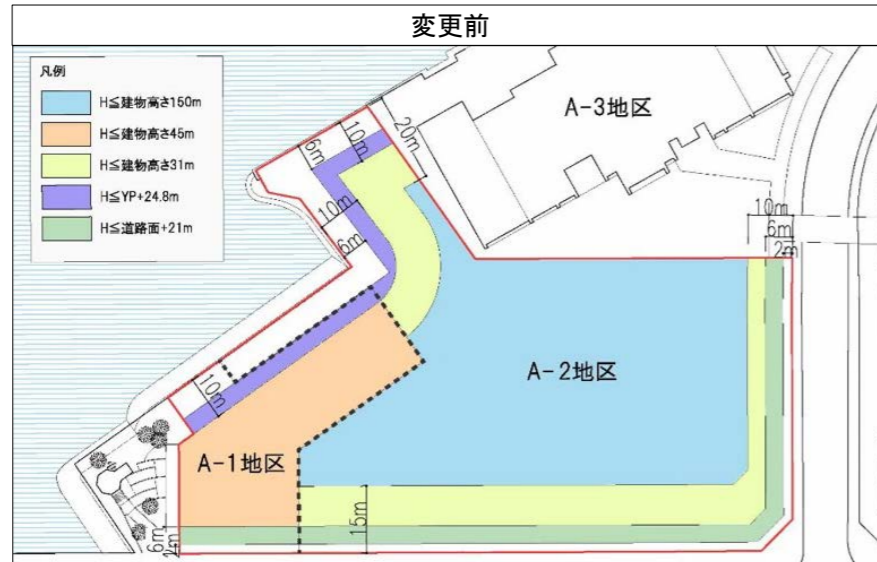 変更前
凡例
H≦建物高さ150m
H≦建物高さ45m
H≦建物高さ31m
H≦YP+24.8m
H≦道路面+21m
A-3地区
20m
10m
6m
10m
6m
10m
6m
2m
A-2地区
10m
A-1地区
15m
6m